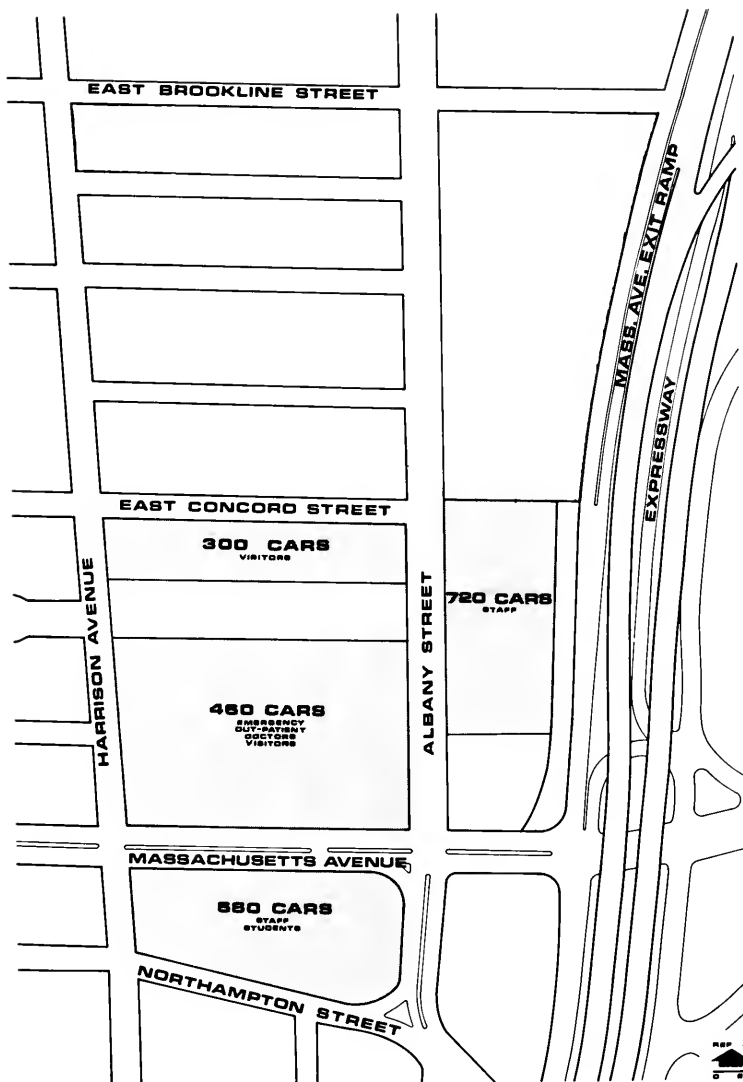 EAST BROOKLINE STREET
MASS. AVE. EXIT RAMP
EXPRESSWAY
EAST CONCORD STREET
300 CARS
VISITORS
720 CARS
STAFF
HARRISON AVENUE
ALBANY STREET
460 CARS
EMERGENCY
OUT-PATIENT
DOCTORS
VISITORS
MASSACHUSETTS AVENUE
STAFF
STUDENTS
CARS
NORTHAMPTON STREET